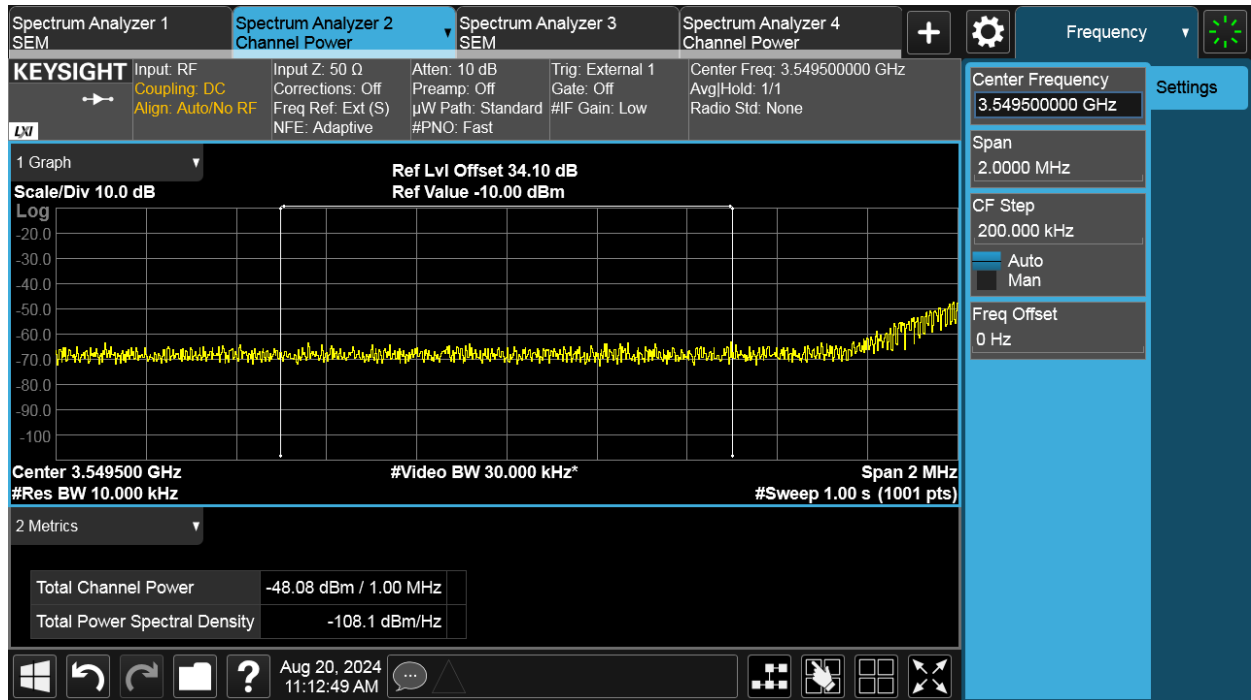 Spectrum Analyzer 1
SEM
Spectrum Analyzer 2
Channel Power
Spectrum Analyzer 3
SEM
Spectrum Analyzer 4
Channel Power
+
Frequency
KEYSIGHT
LXI
Input: RF
Coupling: DC
Align: Auto/No RF
Input Z: 50 Ω
Corrections: Off
Freq Ref: Ext (S)
NFE: Adaptive
Atten: 10 dB
Preamp: Off
µW Path: Standard
#PNO: Fast
Trig: External 1
Gate: Off
#IF Gain: Low
Center Freq: 3.549500000 GHz
Avg|Hold: 1/1
Radio Std: None
1 Graph
Scale/Div 10.0 dB
Ref Lvl Offset 34.10 dB
Ref Value -10.00 dBm
Log
-20.0
-30.0
-40.0
-50.0
-60.0
-70.0
-80.0
-90.0
-100
Center 3.549500 GHz
#Video BW 30.000 kHz*
Span 2 MHz
#Res BW 10.000 kHz
#Sweep 1.00 s (1001 pts)
2 Metrics
Total Channel Power -48.08 dBm / 1.00 MHz
Total Power Spectral Density -108.1 dBm/Hz
?
Aug 20, 2024
11:12:49 AM
Center Frequency
3.549500000 GHz
Span
2.0000 MHz
CF Step
200.000 kHz
Auto
Man
Freq Offset
0 Hz
Settings